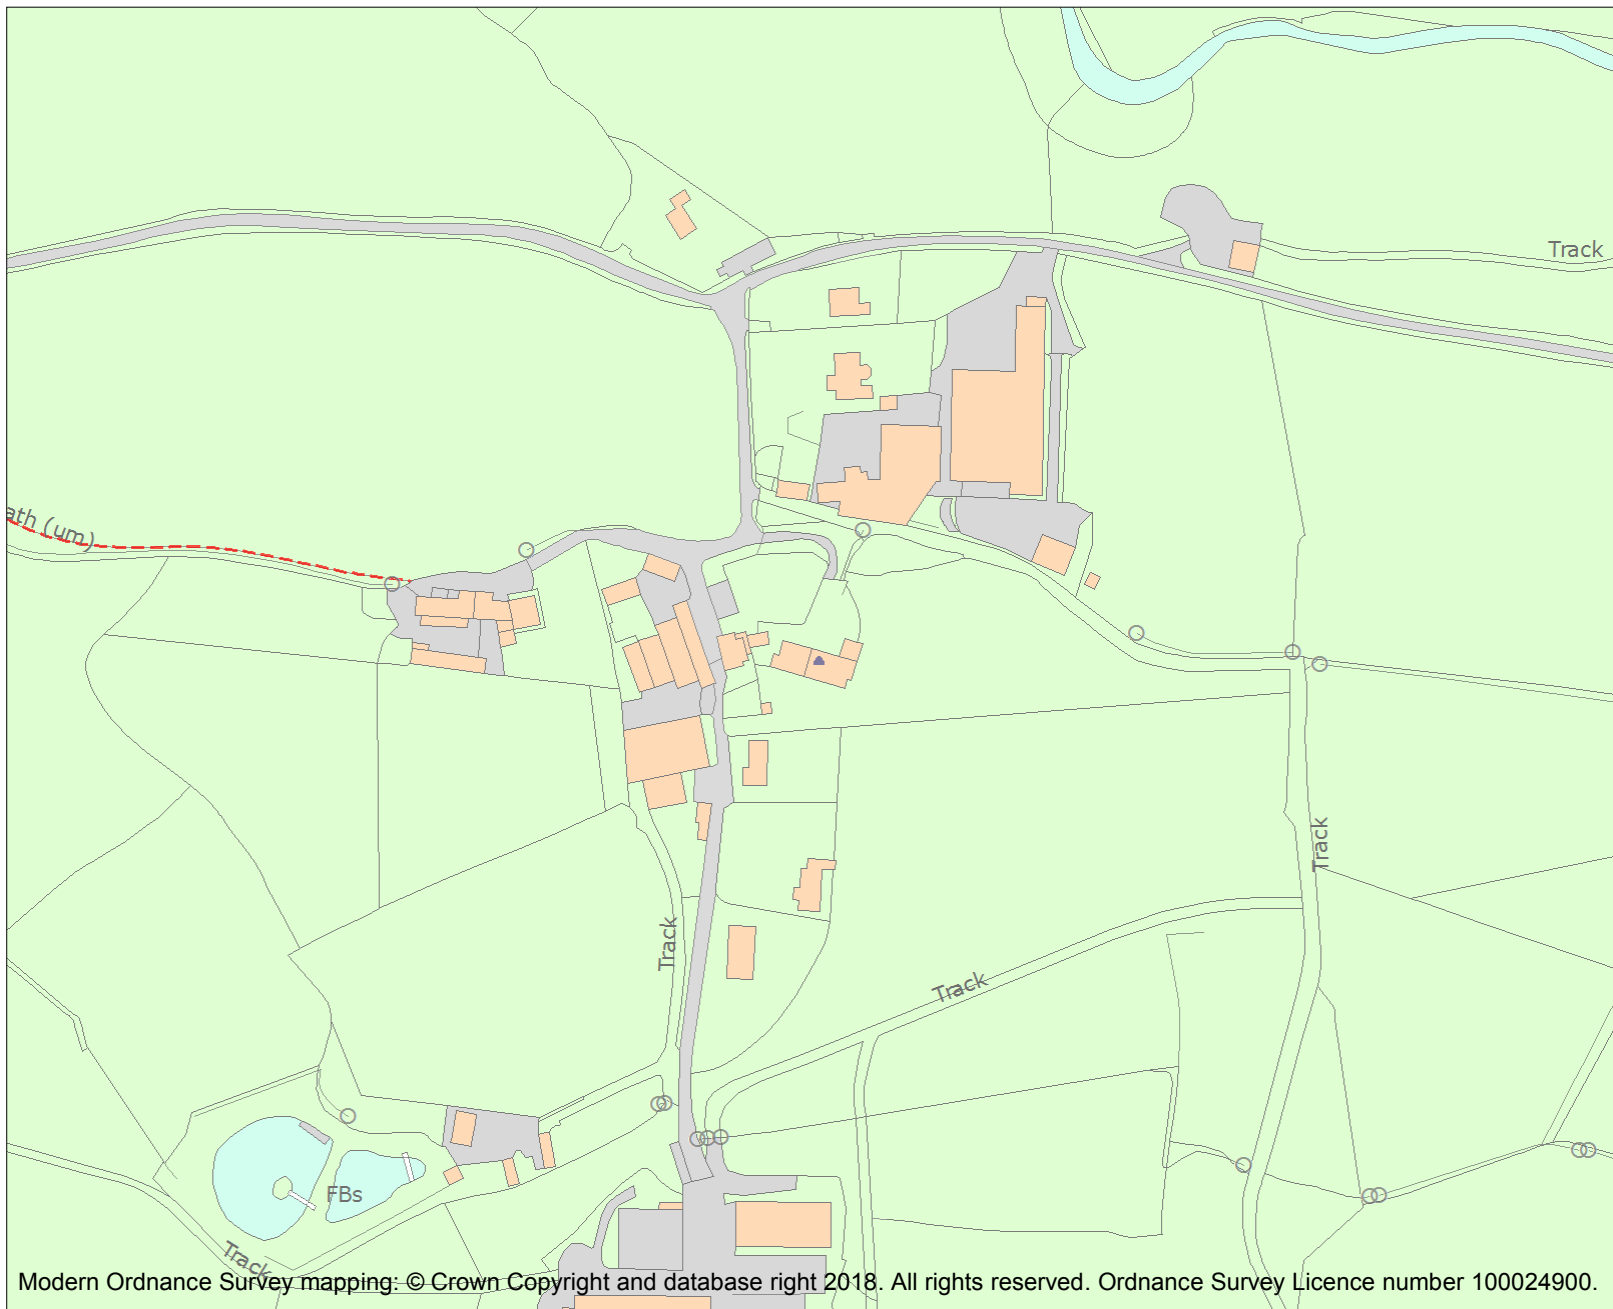 Track
ath (um)
Track
Track
Track
FBs
Track
Modern Ordnance Survey mapping: © Crown Copyright and database right 2018. All rights reserved. Ordnance Survey Licence number 100024900.